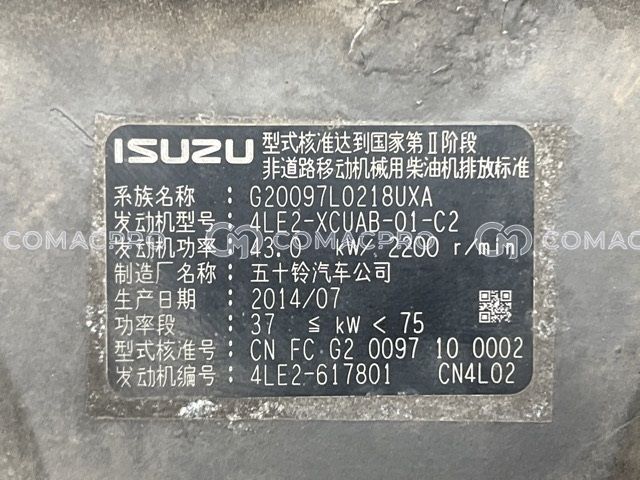 ISUZU 型式核准达到国家第Ⅱ阶段
非道路移动机械用柴油机排放标准
系族名称 : G20097L0218UXA
发动机型号: 4LE2-XCUAB-01-C2
发动机功率: 43.0 kW/ 2200 r/min
制造厂名称: 五十铃汽车公司
生产日期 : 2014/07
功率段 : 37 ≦ kW < 75
型式核准号: CN FC G2 0097 10 0002
发动机编号: 4LE2-617801 CN4L02
COMACPRO
COMACPRO
COMACPRO
COMACPRO
COMACPRO